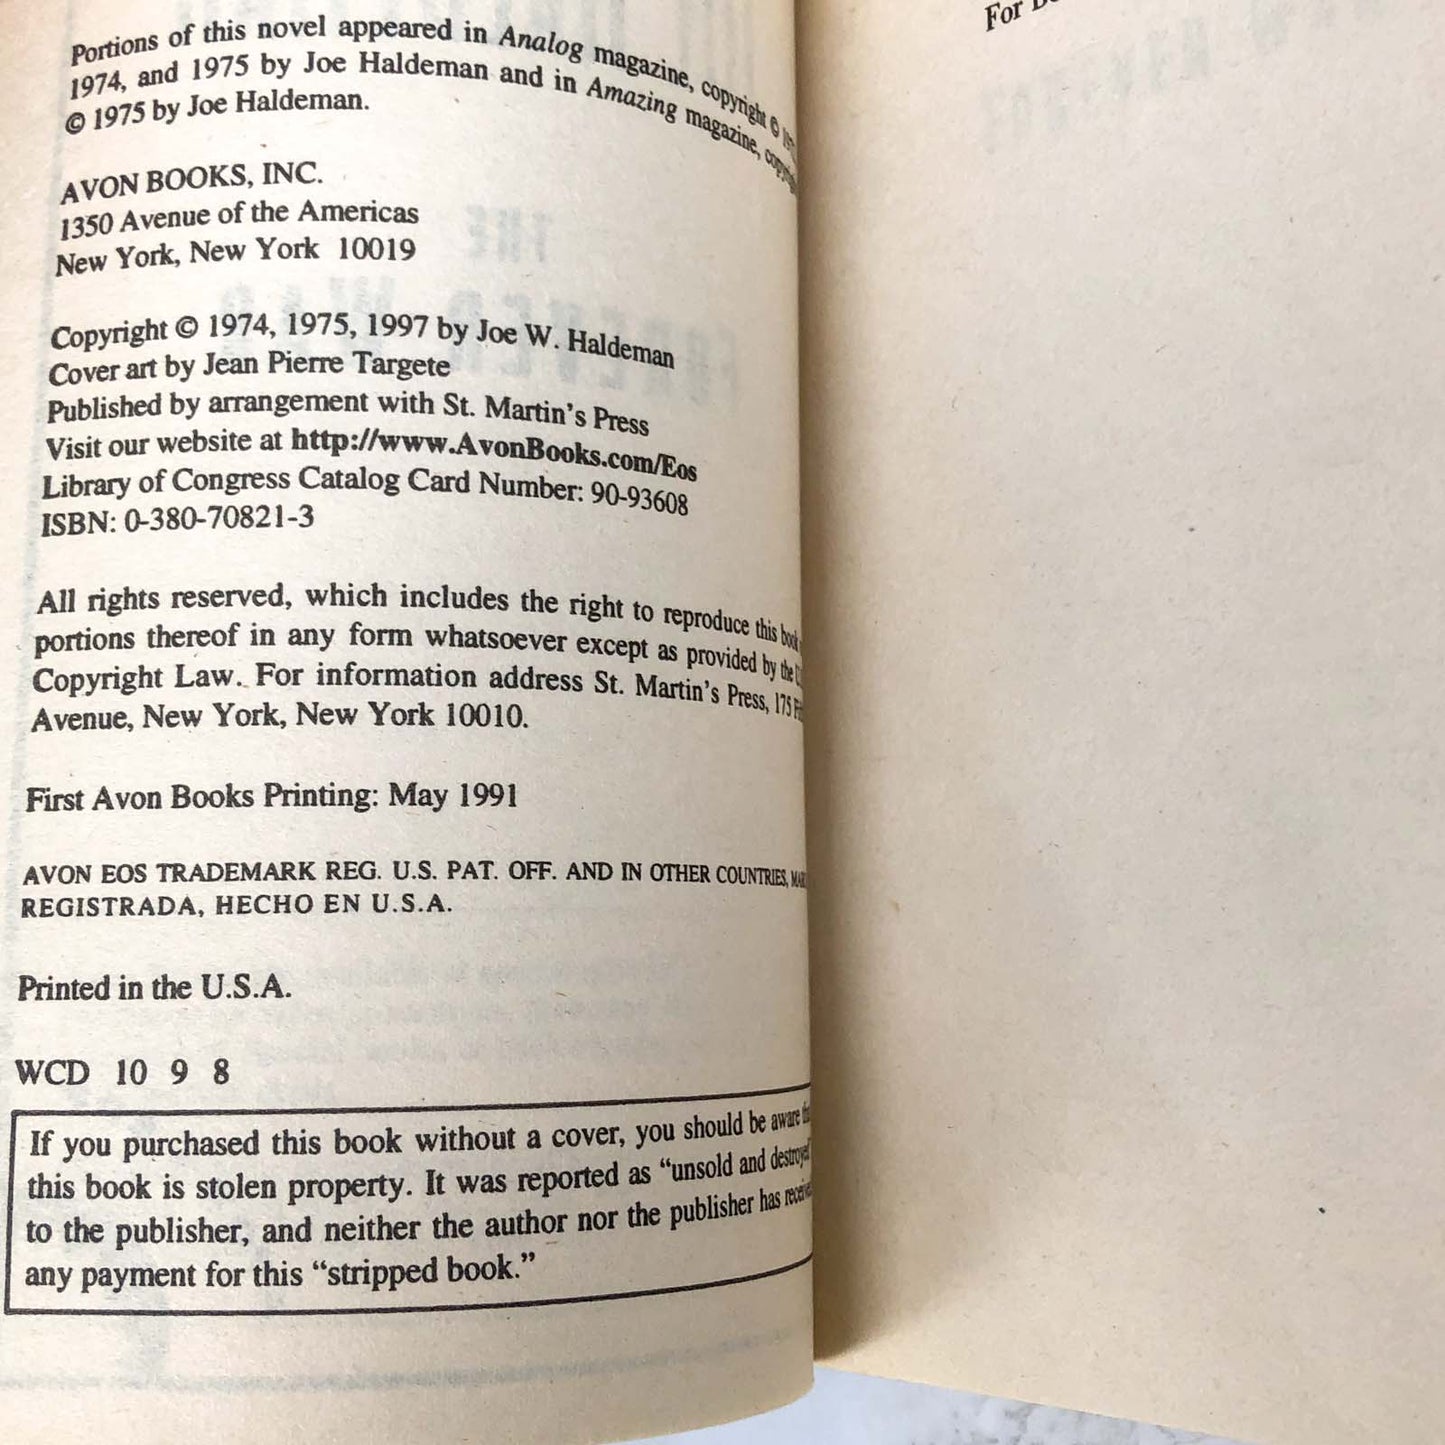 Portions of this novel appeared in Analog magazine, copyright ©
1974, and 1975 by Joe Haldeman and in Amazing magazine, copyright
© 1975 by Joe Haldeman.
AVON BOOKS, INC.
1350 Avenue of the Americas
New York, New York 10019
Copyright © 1974, 1975, 1997 by Joe W. Haldeman
Cover art by Jean Pierre Targete
Published by arrangement with St. Martin's Press
Visit our website at http://www.AvonBooks.com/Eos
Library of Congress Catalog Card Number: 90-93608
ISBN: 0-380-70821-3
All rights reserved, which includes the right to reproduce this book
portions thereof in any form whatsoever except as provided by the
Copyright Law. For information address St. Martin's Press, 175
Avenue, New York, New York 10010.
First Avon Books Printing: May 1991
AVON EOS TRADEMARK REG. U.S. PAT. OFF. AND IN OTHER COUNTRIES,
REGISTRADA, HECHO EN U.S.A.
Printed in the U.S.A.
WCD 10 9 8
If you purchased this book without a cover, you should be aware
this book is stolen property. It was reported as "unsold and destroyed"
to the publisher, and neither the author nor the publisher has received
any payment for this "stripped book."
For